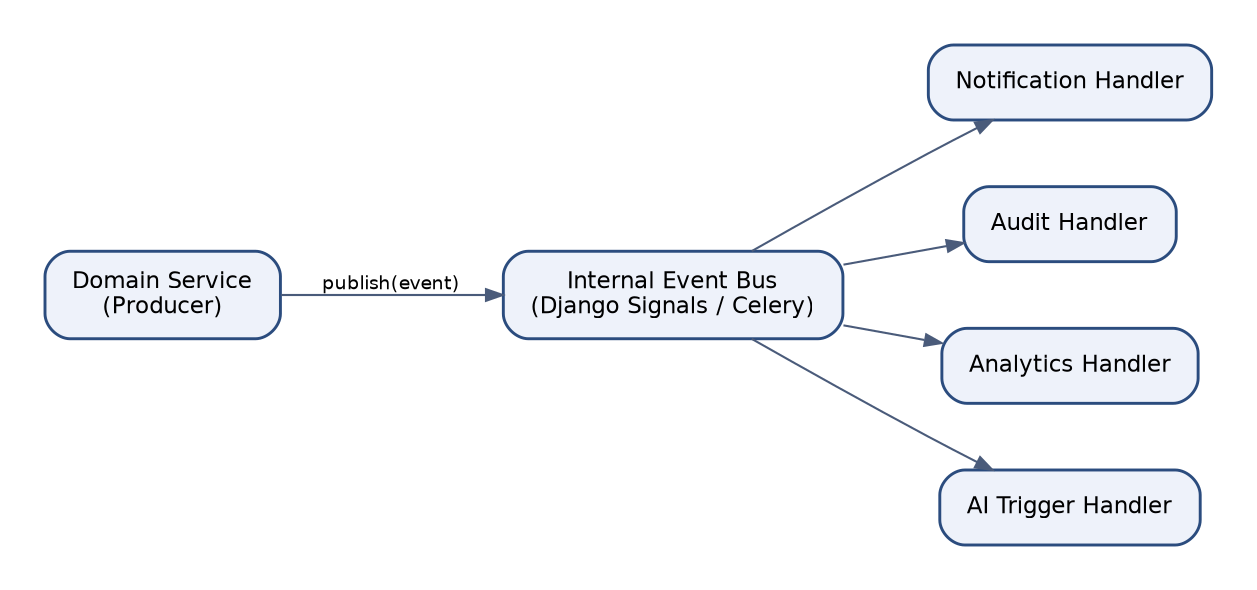 Notification Handler
Audit Handler
Domain Service
(Producer)
publish(event)
Internal Event Bus
(Django Signals / Celery)
Analytics Handler
AI Trigger Handler